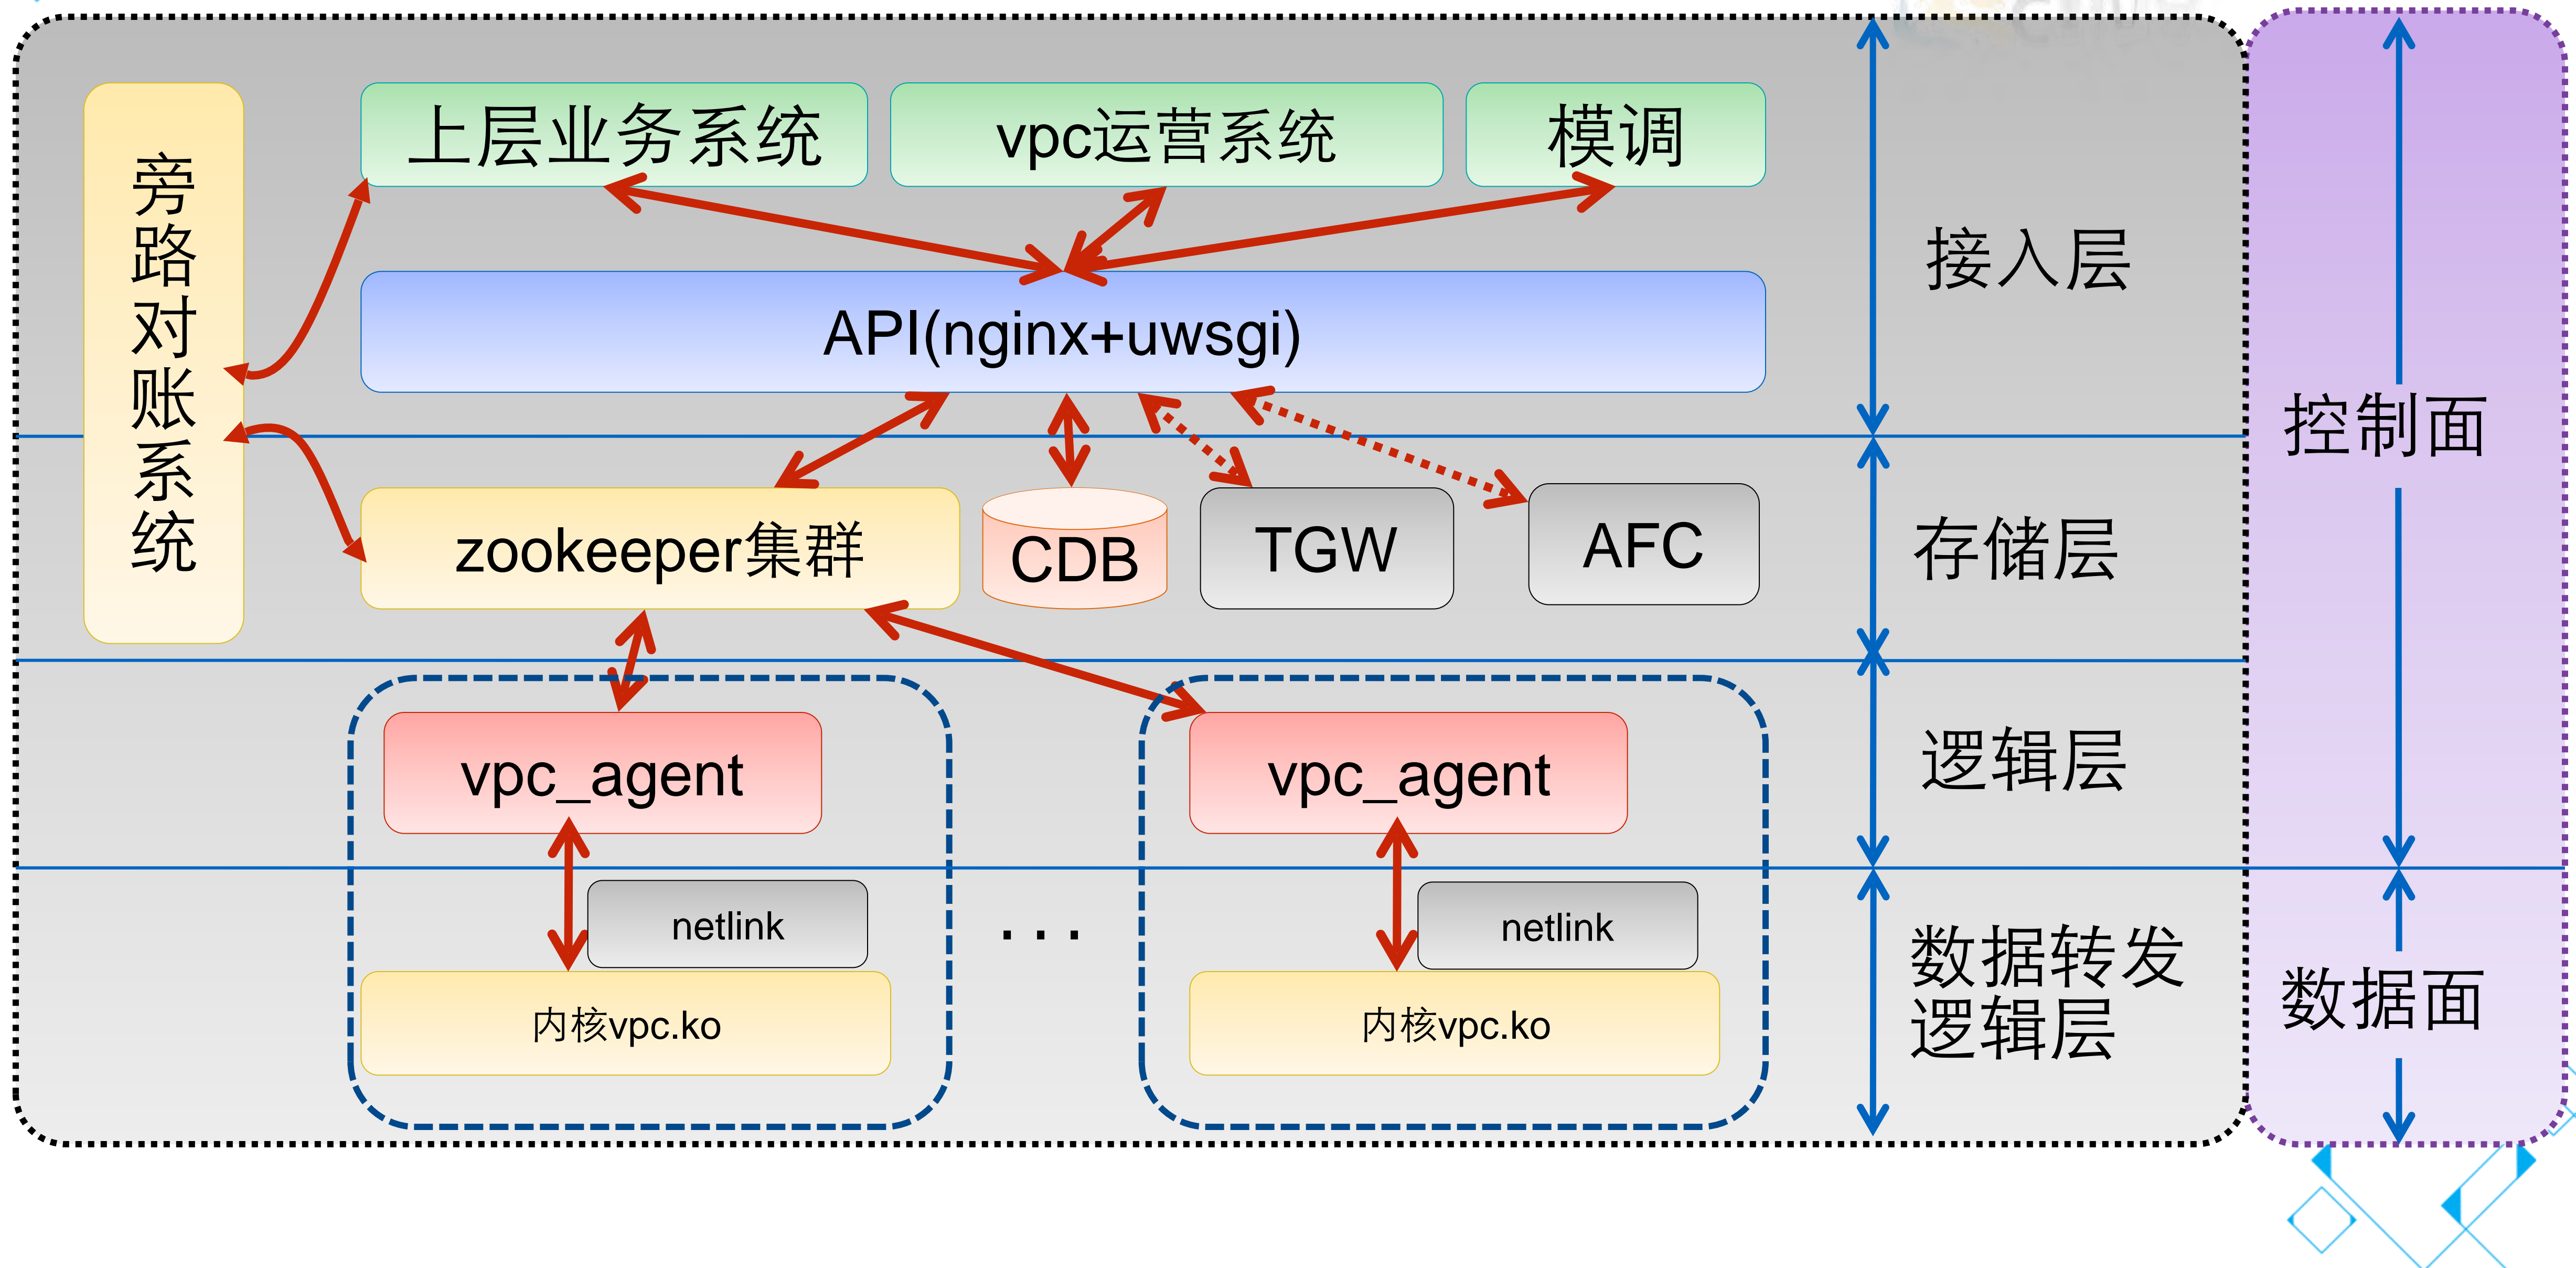 旁路对账系统
上层业务系统
vpc运营系统
模调
API(nginx+uwsgi)
接入层
控制面
zookeeper集群
CDB
TGW
AFC
存储层
vpc_agent
vpc_agent
逻辑层
netlink
...
netlink
内核vpc.ko
内核vpc.ko
数据转发
逻辑层
数据面